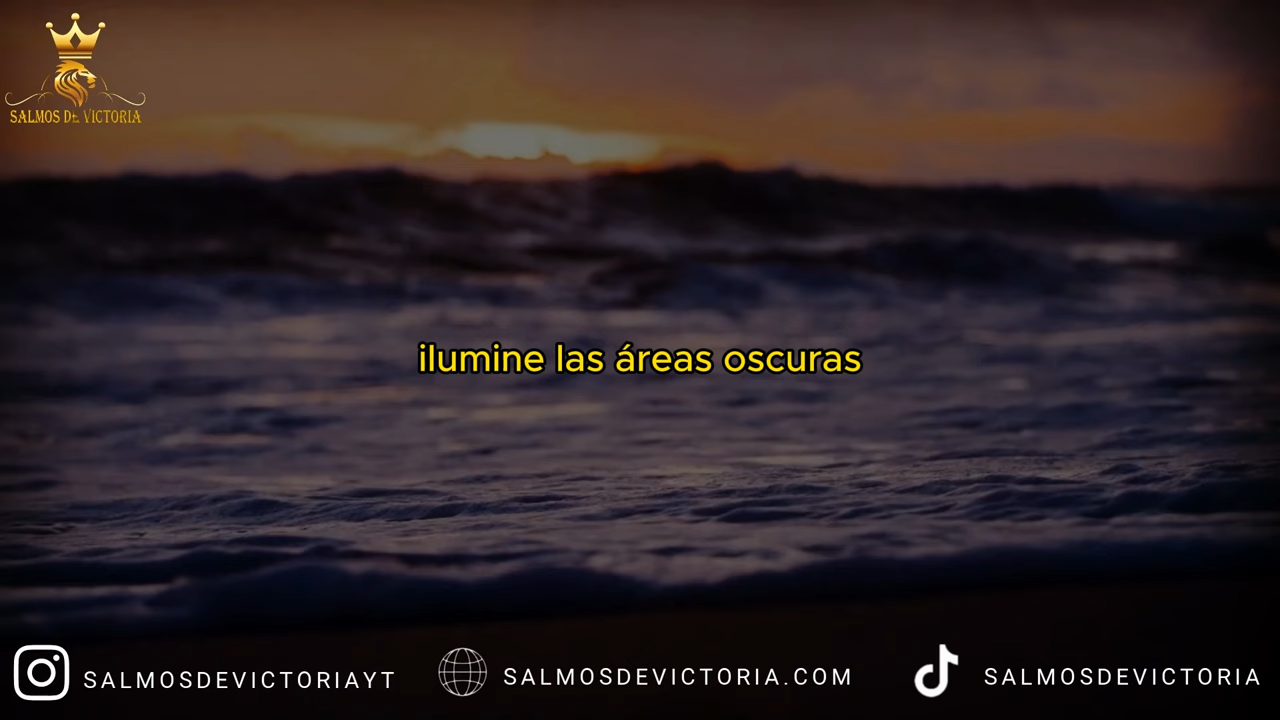 SALMOS DE VICTORIA
ilumine las áreas oscuras
SALMOSDEVICTORIAYT
SALMOSDEVICTORIA.COM
SALMOSDEVICTORIA